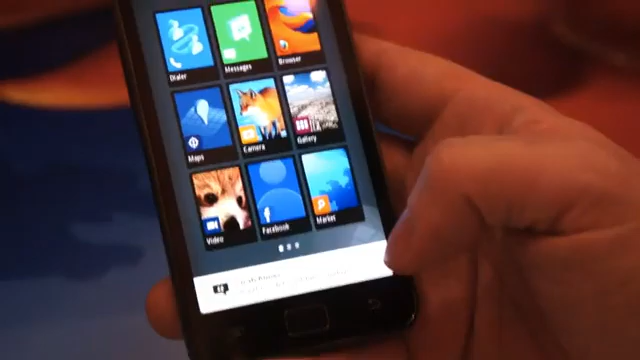 Dialer
Messages
Browser
Maps
Camera
Gallery
Video
Facebook
Market